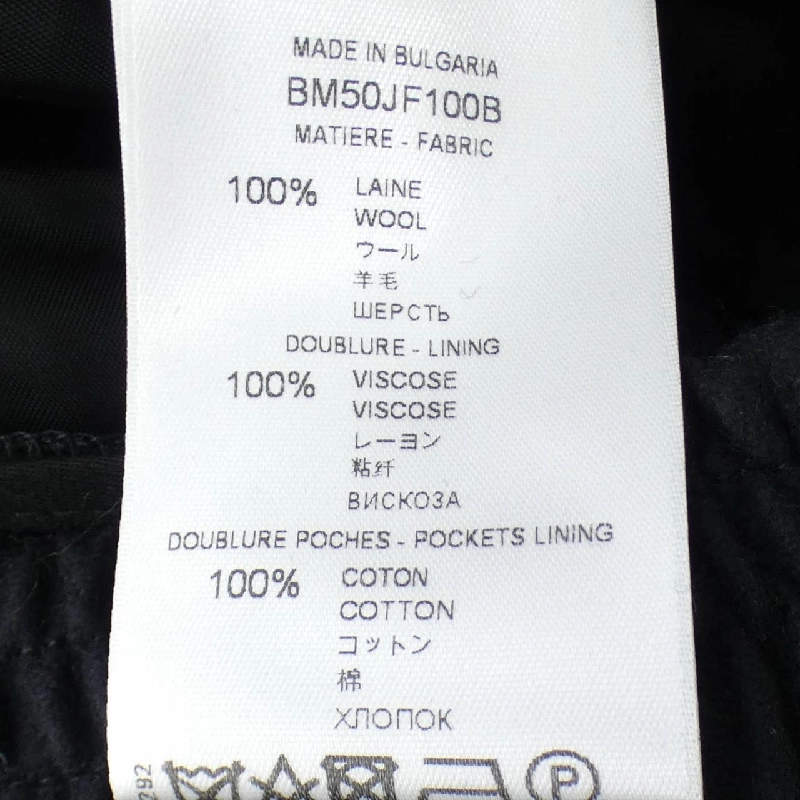 MADE IN BULGARIA
BM50JF100B
MATIERE - FABRIC
100% LAINE
WOOL
ウール
羊毛
ШЕРСТЬ
DOUBLURE - LINING
100% VISCOSE
VISCOSE
レーヨン
粘纤
ВИСКОЗА
DOUBLURE POCHES - POCKETS LINING
100% COTON
COTTON
コットン
棉
ХЛОПОК
292
P